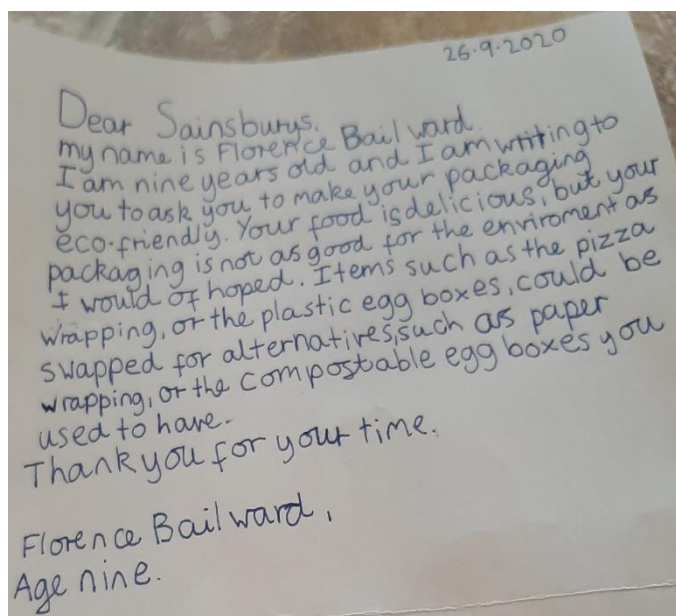 26.9.2020
Dear Sainsburys.
my name is Florence Bailward.
I am nine years old and I am writing to
you to ask you to make your packaging
eco-friendly. Your food is delicious, but your
packaging is not as good for the enviroment as
I would of hoped. Items such as the pizza
wrapping, or the plastic egg boxes, could be
swapped for alternatives, such as paper
wrapping, or the compostable egg boxes you
used to have.
Thank you for your time.
Florence Bailward,
Age nine.